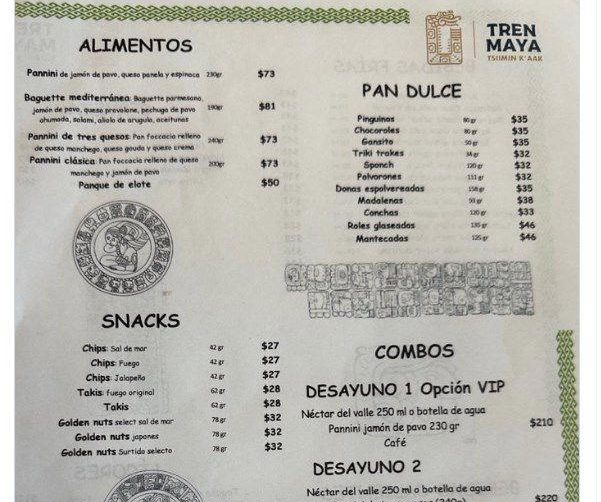 TREN
MAYA
TSIIMIN K'AAK
ALIMENTOS
Pannini de jamón de pavo, queso panela y espinaca 230gr $73
Baguette mediterránea: Baguette parmesano,
jamón de pavo, queso provolone, pechuga de pavo
ahumada, salami, aliolo de arugula, aceitunas 190gr $81
Pannini de tres quesos: Pan foccacia relleno
de queso manchego, queso gouda y queso crema 240gr $73
Pannini clásica: Pan foccacia relleno de queso
manchego y jamón de pavo 200gr $73
Panque de elote $50
PAN DULCE
Pinguinos 80 gr $35
Chocoroles 80 gr $35
Gansito 50 gr $35
Triki trakes $32
Sponch 120 gr $32
Polvorones 111 gr $32
Donas espolvereadas 158 gr $35
Madalenas 93 gr $38
Conchas 120 gr $33
Roles glaseados 135 gr $46
Mantecadas 125 gr $46
SNACKS
Chips: Sal de mar 42 gr $27
Chips: Fuego 42 gr $27
Chips: Jalapeño 42 gr $27
Takis: fuego original 62 gr $28
Takis 62 gr $28
Golden nuts select sal de mar 78 gr $32
Golden nuts japones 78 gr $32
Golden nuts Surtido selecto 78 gr $32
COMBOS
DESAYUNO 1 Opción VIP
Néctar del valle 250 ml o botella de agua
Pannini jamón de pavo 230 gr $210
Café
DESAYUNO 2
Néctar del valle 250 ml o botella de agua
$220